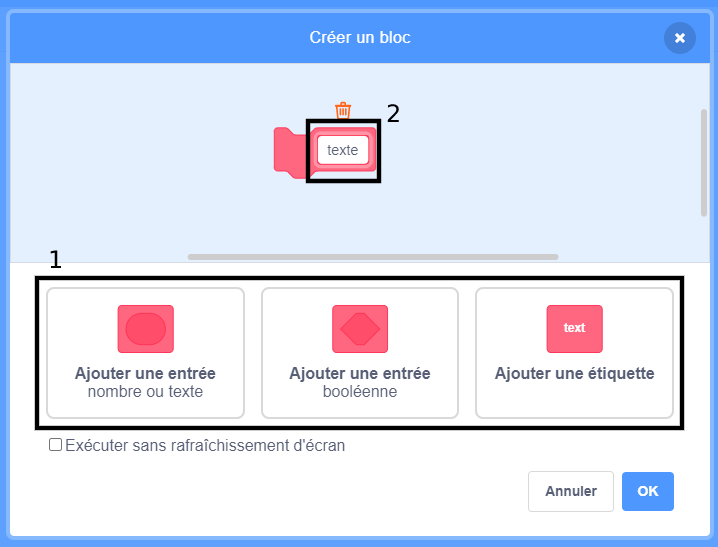 Créer un bloc
2
texte
1
text
Ajouter une entrée
nombre ou texte
Ajouter une entrée
booléenne
Ajouter une étiquette
Exécuter sans rafraîchissement d'écran
Annuler
OK